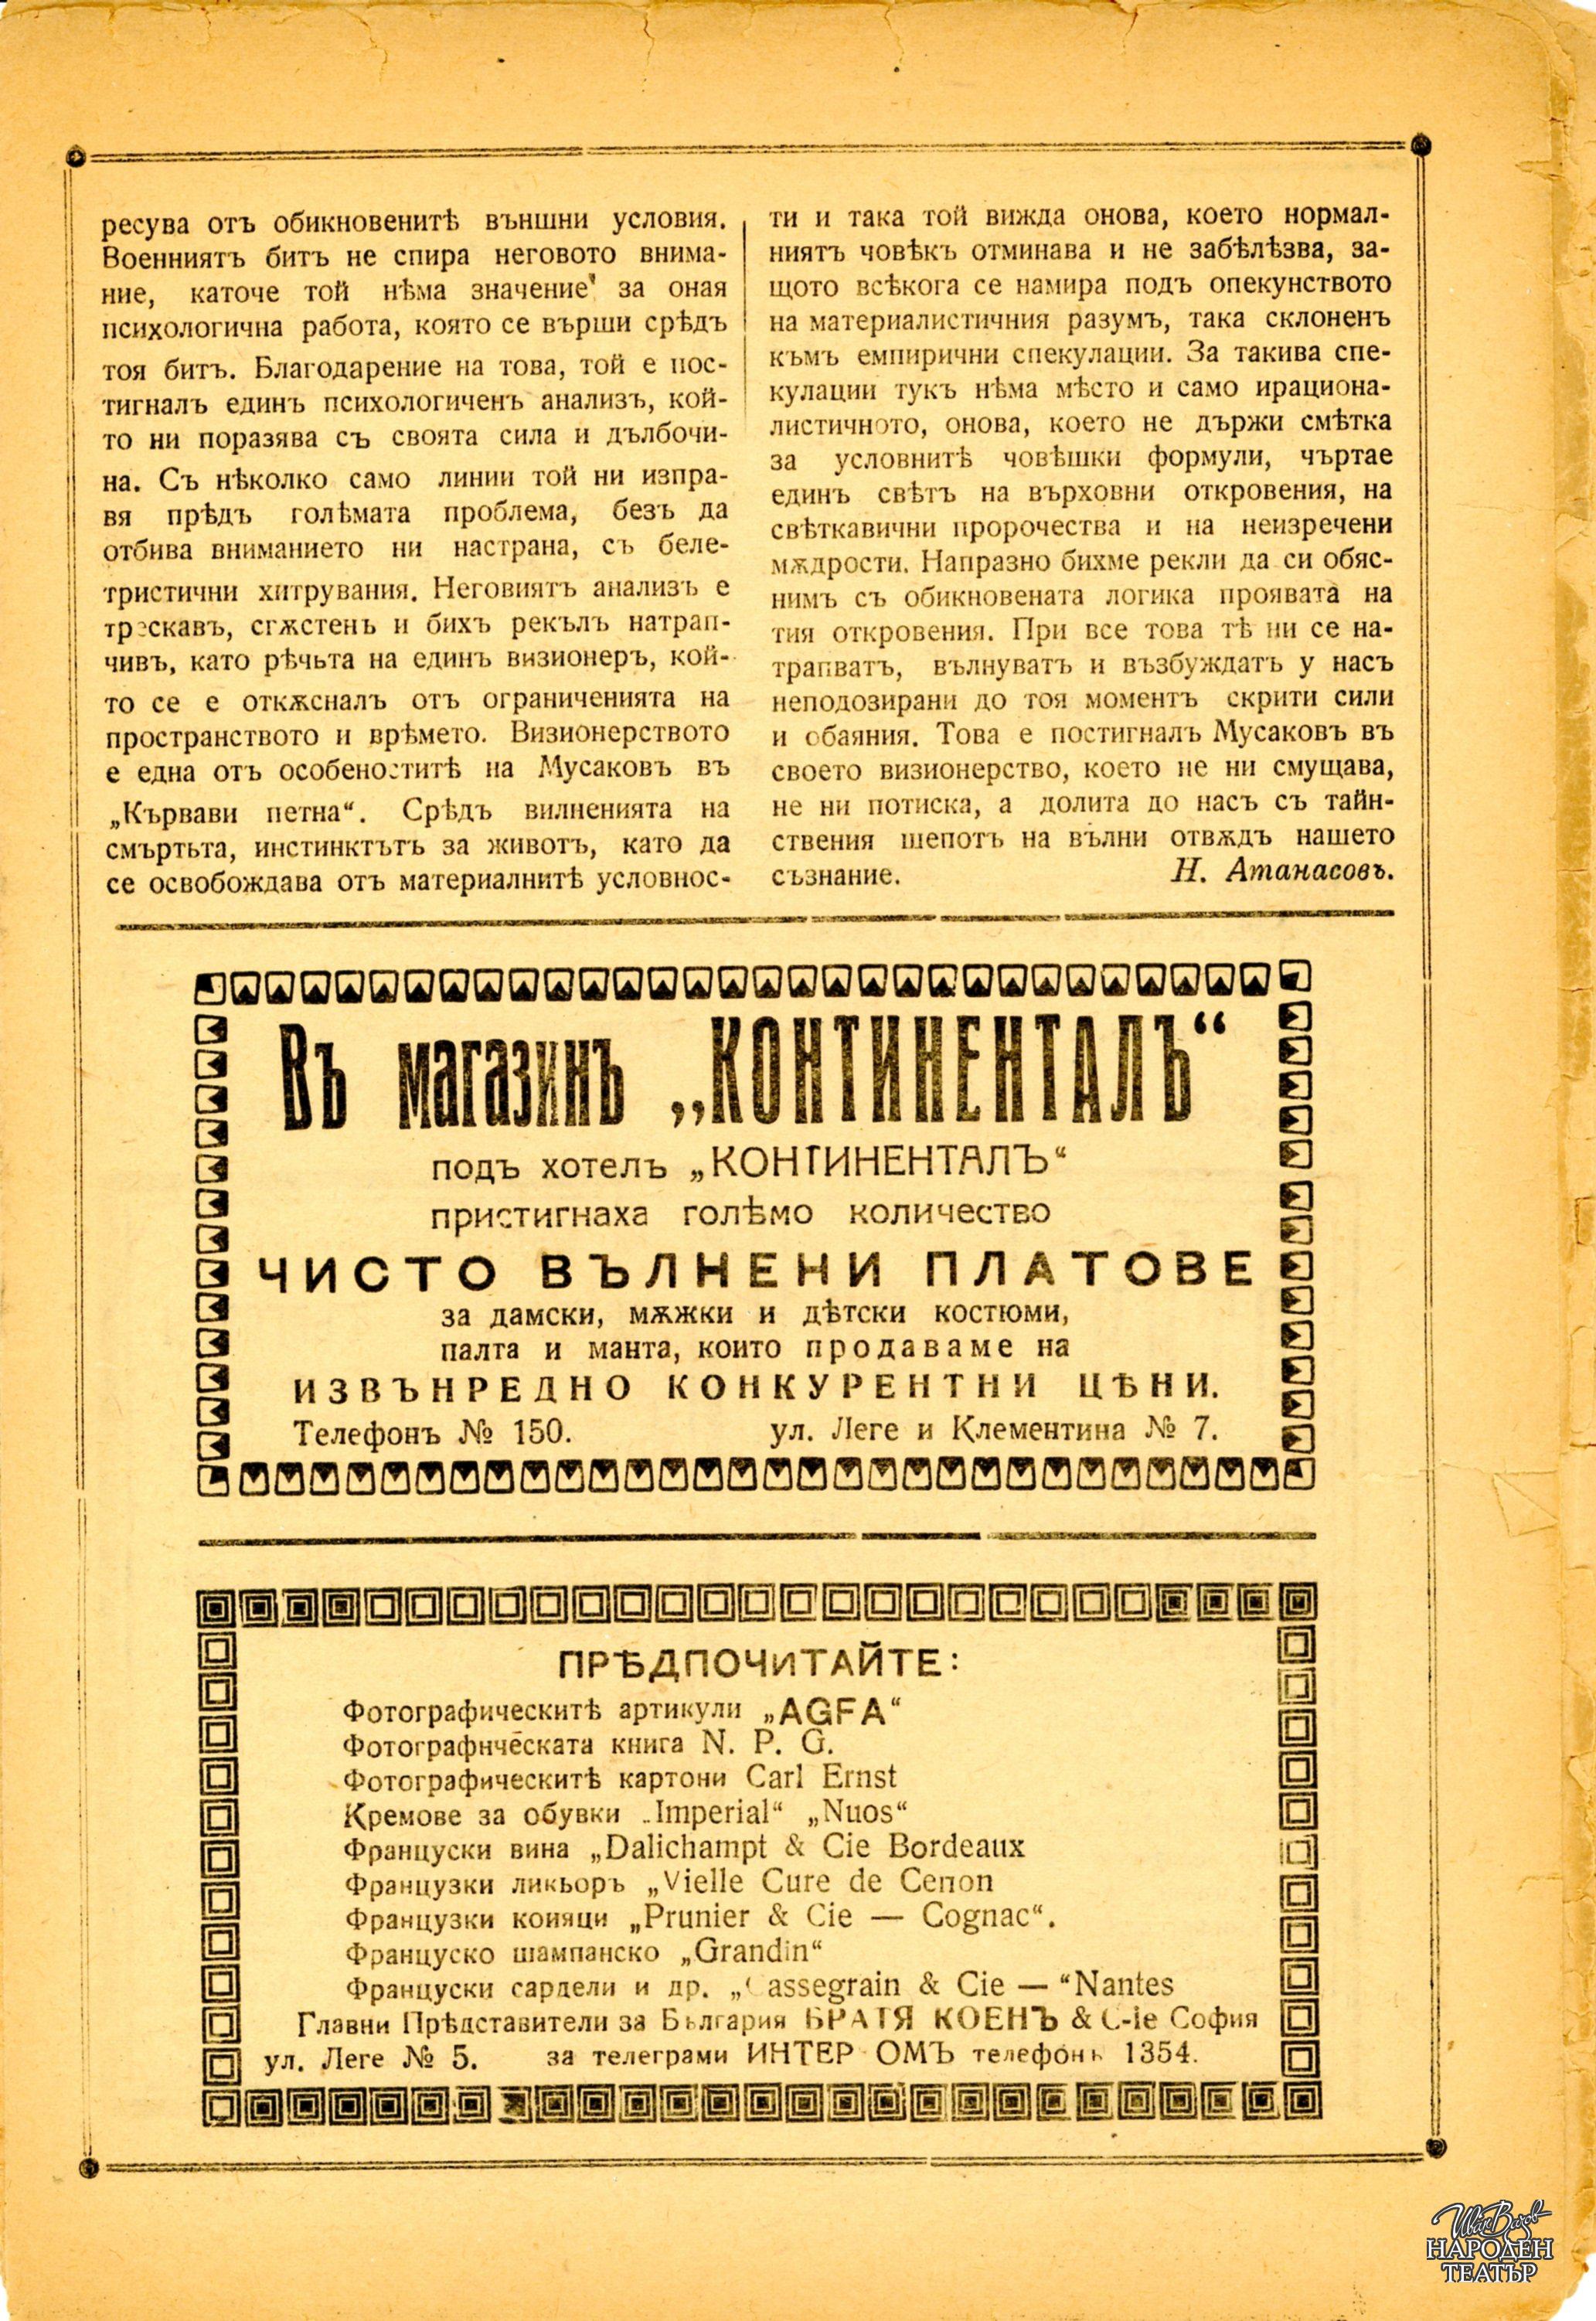 ресува отъ обикновенитѣ външни условия.
Военниятъ битъ не спира неговото внима-
ние, каточе той нѣма значение за оная
психологична работа, която се върши срѣдъ
тоя битъ. Благодарение на това, той е пос-
тигналъ единъ психологиченъ анализъ, кой-
то ни поразява съ своята сила и дълбочи-
на. Съ нѣколко само линии той ни изпра-
вя прѣдъ голѣмата проблема, безъ да
отбива вниманието ни настрана, съ беле-
тристични хитрувания. Неговиятъ анализъ е
трескавъ, сгѫстенъ и бихъ рекълъ натрап-
чивъ, като рѣчьта на единъ визионеръ, кой-
то се е откѫсналъ отъ ограниченията на
пространството и врѣмето. Визионерството
е една отъ особеноститѣ на Мусаковъ въ
„Кървави петна“. Срѣдъ вилненията на
смъртьта, инстинктътъ за животъ, като да
се освобождава отъ материалнитѣ условнос-
ти и така той вижда онова, което нормал-
ниятъ човѣкъ отминава и не забѣлѣзва, за-
щото всѣкога се намира подъ опекунството
на материалистичния разумъ, така склоненъ
къмъ емпирични спекулации. За такива спе-
кулации тукъ нѣма мѣсто и само ирациона-
листичното, онова, което не държи смѣтка
за условнитѣ човѣшки формули, чъртае
единъ свѣтъ на върховни откровения, на
свѣткавични пророчества и на неизречени
мѫдрости. Напразно бихме рекли да си обяс-
нимъ съ обикновената логика проявата на
тия откровения. При все това тѣ ни се на-
трапватъ, вълнуватъ и възбуждатъ у насъ
неподозирани до тоя моментъ скрити сили
и обаяния. Това е постигналъ Мусаковъ въ
своето визионерство, което не ни смущава,
не ни потиска, а долита до насъ съ тайн-
ствения шепотъ на вълни отвѫдъ нашето
съзнание. Н. Атанасовъ.
Въ магазинъ „КОНТИНЕНТАЛЪ“
подъ хотелъ „КОНТИНЕНТАЛЪ“
пристигнаха голѣмо количество
ЧИСТО ВЪЛНЕНИ ПЛАТОВЕ
за дамски, мѫжки и дѣтски костюми,
палта и манта, които продаваме на
ИЗВЪНРЕДНО КОНКУРЕНТНИ ЦѢНИ.
Телефонъ № 150. ул. Леге и Клементина № 7.
ПРѢДПОЧИТАЙТЕ:
Фотографическитѣ артикули „AGFA“
Фотографическата книга N. P. G.
Фотографическитѣ картони Carl Ernst
Кремове за обувки „Imperial“ „Nuos“
Француски вина „Dalichampt & Cie Bordeaux
Французки ликьоръ „Vielle Cure de Cenon
Французки коняци „Prunier & Cie — Cognac“.
Француско шампанско „Grandin“
Француски сардели и др. „Cassegrain & Cie — “Nantes
Главни Прѣдставители за България БРАТЯ КОЕНЪ & C-ie София
ул. Леге № 5. за телеграми телефонъ 1354.
Иван Вазов
НАРОДЕН
ТЕАТЪР